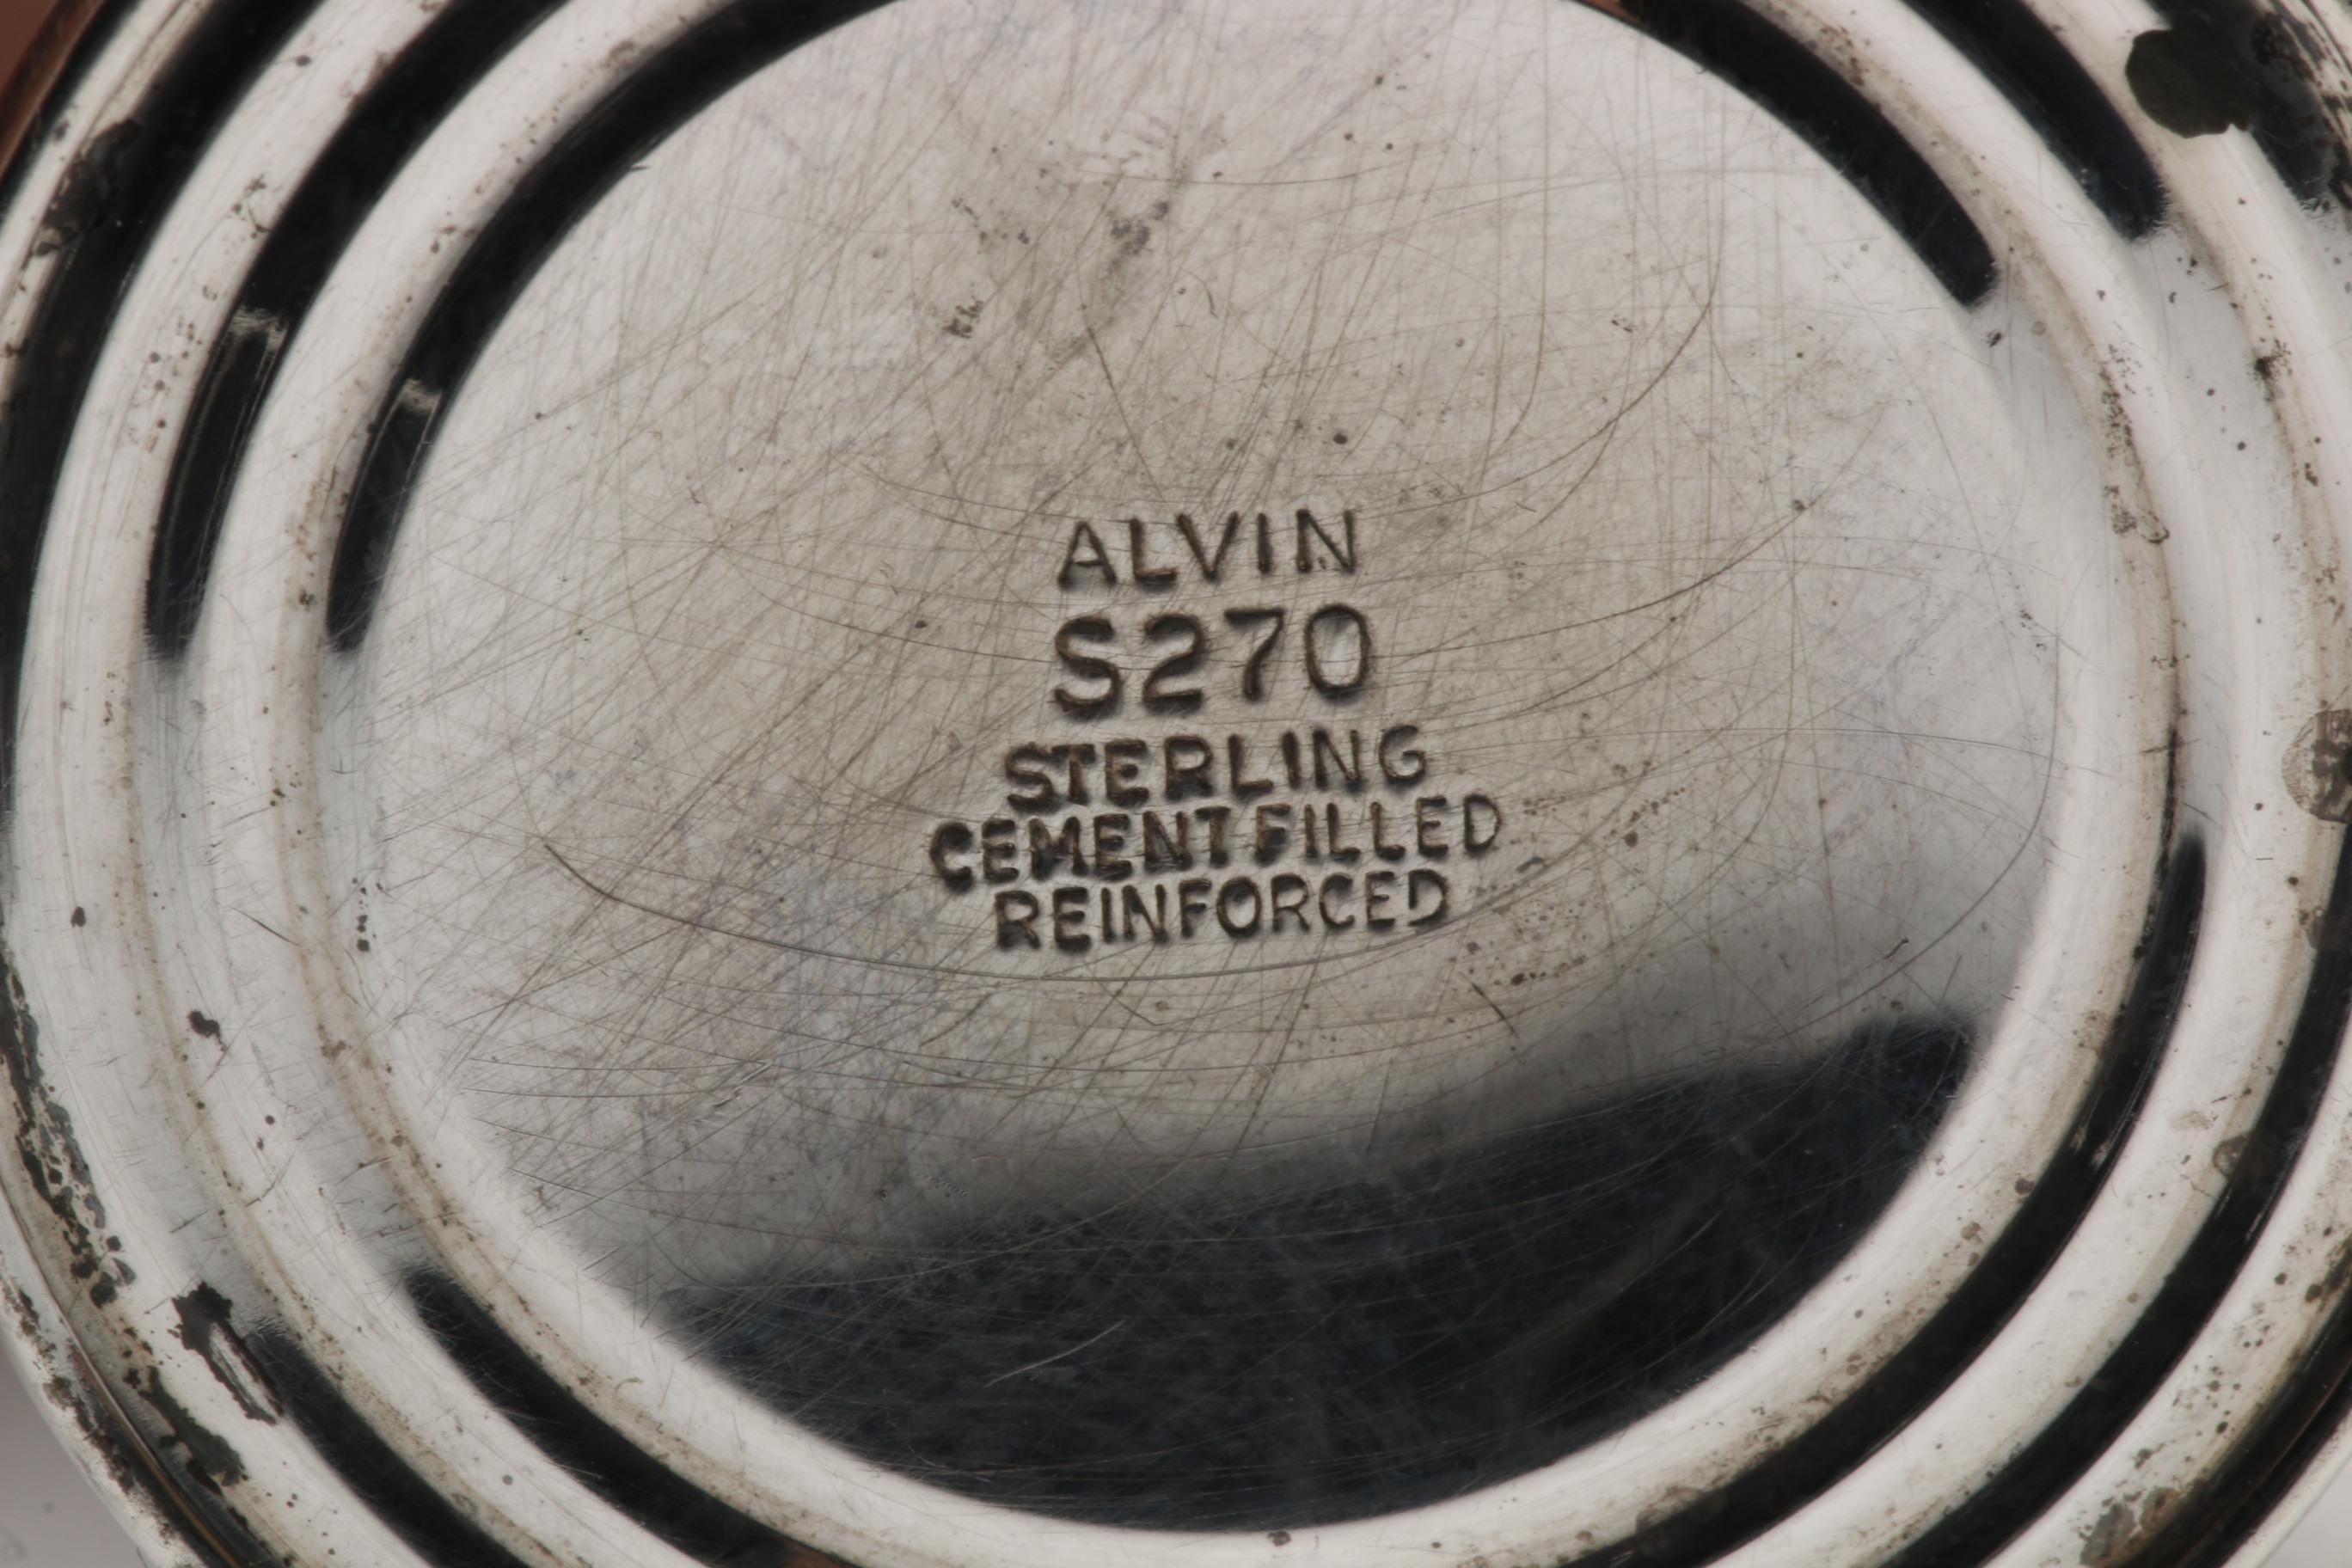 ALVIN
S270
STERLING
CEMENT FILLED
REINFORCED